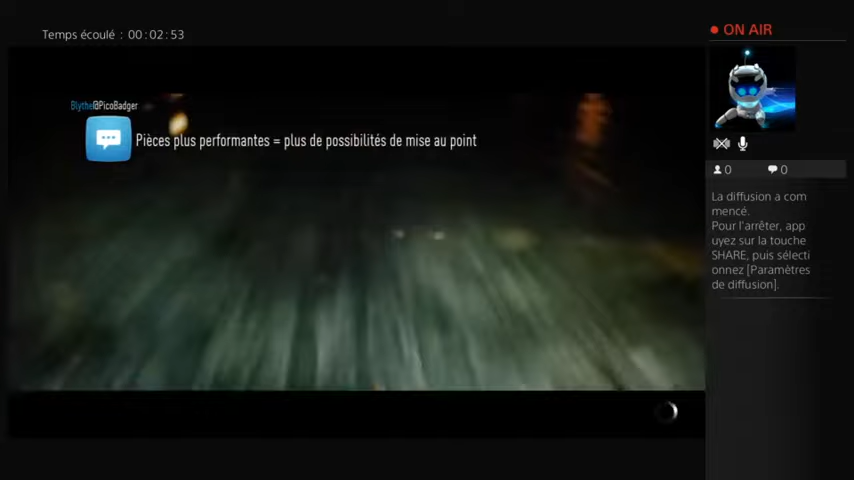 Temps écoulé : 00:02:53
ON AIR
Blythe@PicoBadger
Pièces plus performantes = plus de possibilités de mise au point
0 0
La diffusion a com
mencé.
Pour l'arrêter, app
uyez sur la touche
SHARE, puis sélecti
onnez [Paramètres
de diffusion].